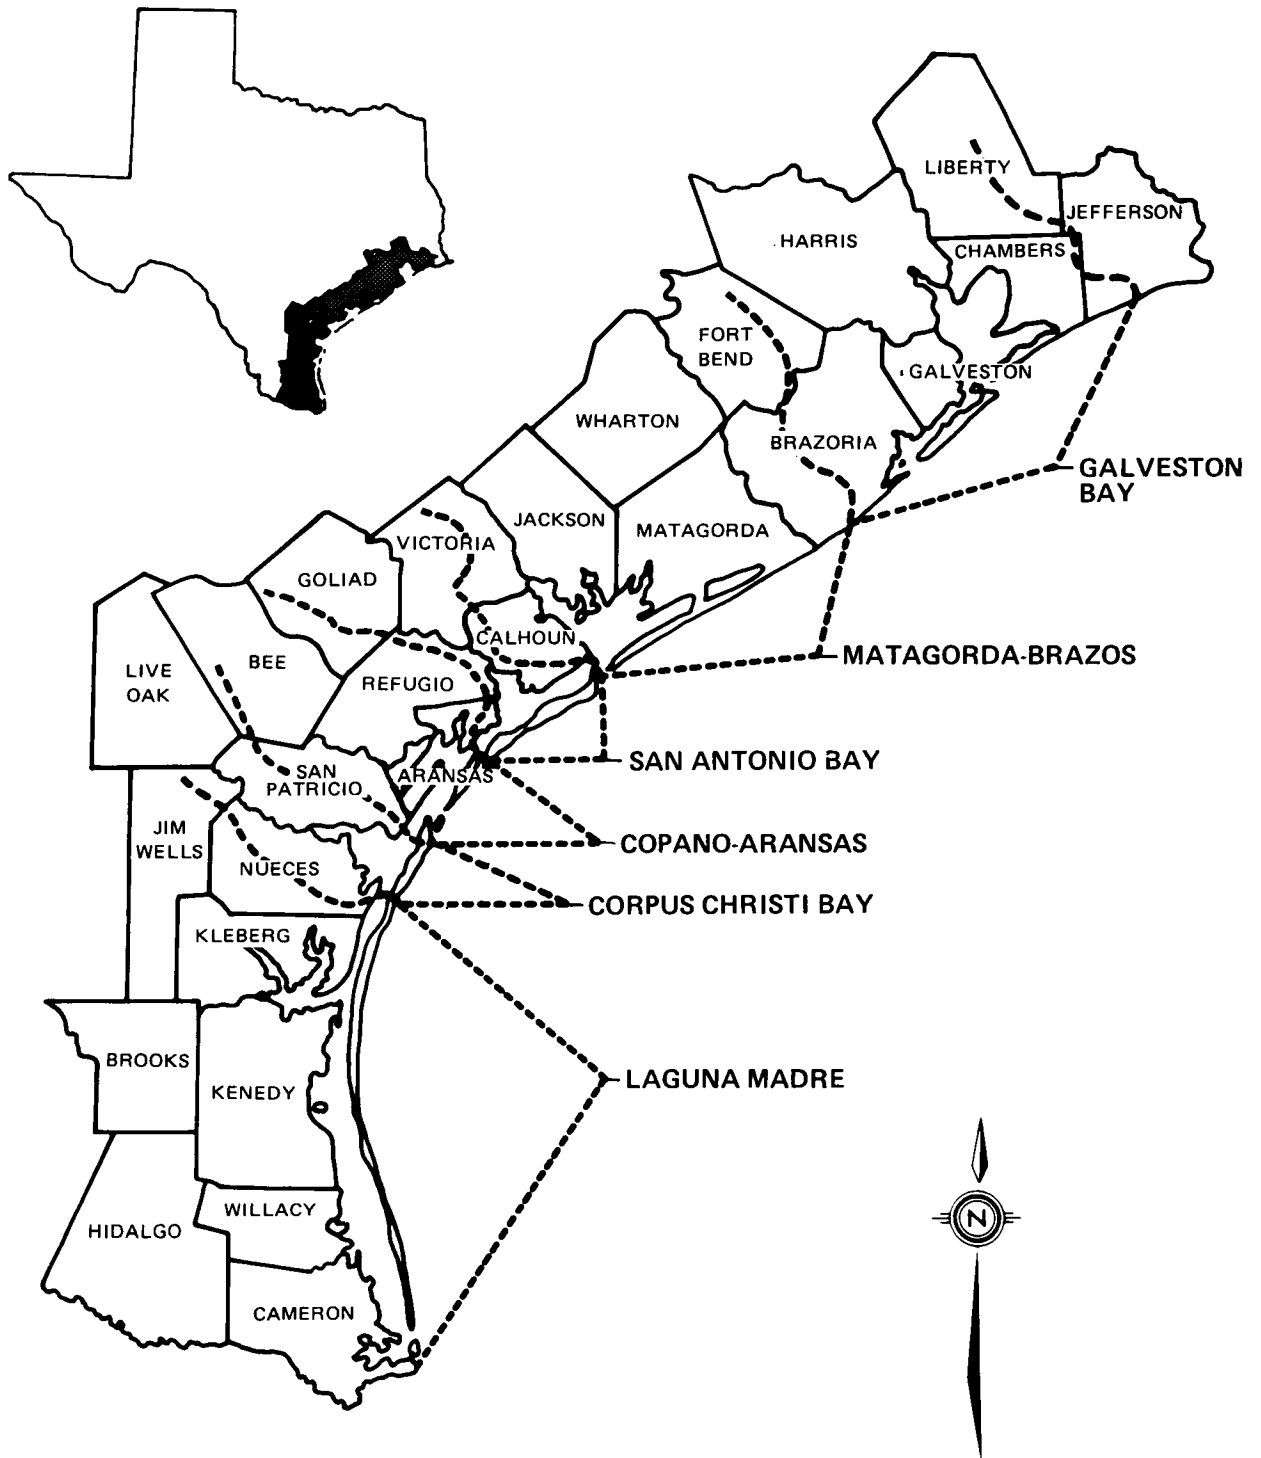 LIBERTY
JEFFERSON
HARRIS
CHAMBERS
FORT
BEND
GALVESTON
WHARTON
BRAZORIA
GALVESTON
BAY
JACKSON
MATAGORDA
VICTORIA
GOLIAD
CALHOUN
MATAGORDA-BRAZOS
BEE
LIVE
OAK
REFUGIO
SAN ANTONIO BAY
SAN
PATRICIO
ARANSAS
JIM
WELLS
COPANO-ARANSAS
NUECES
CORPUS CHRISTI BAY
KLEBERG
BROOKS
KENEDY
LAGUNA MADRE
WILLACY
HIDALGO
N
CAMERON